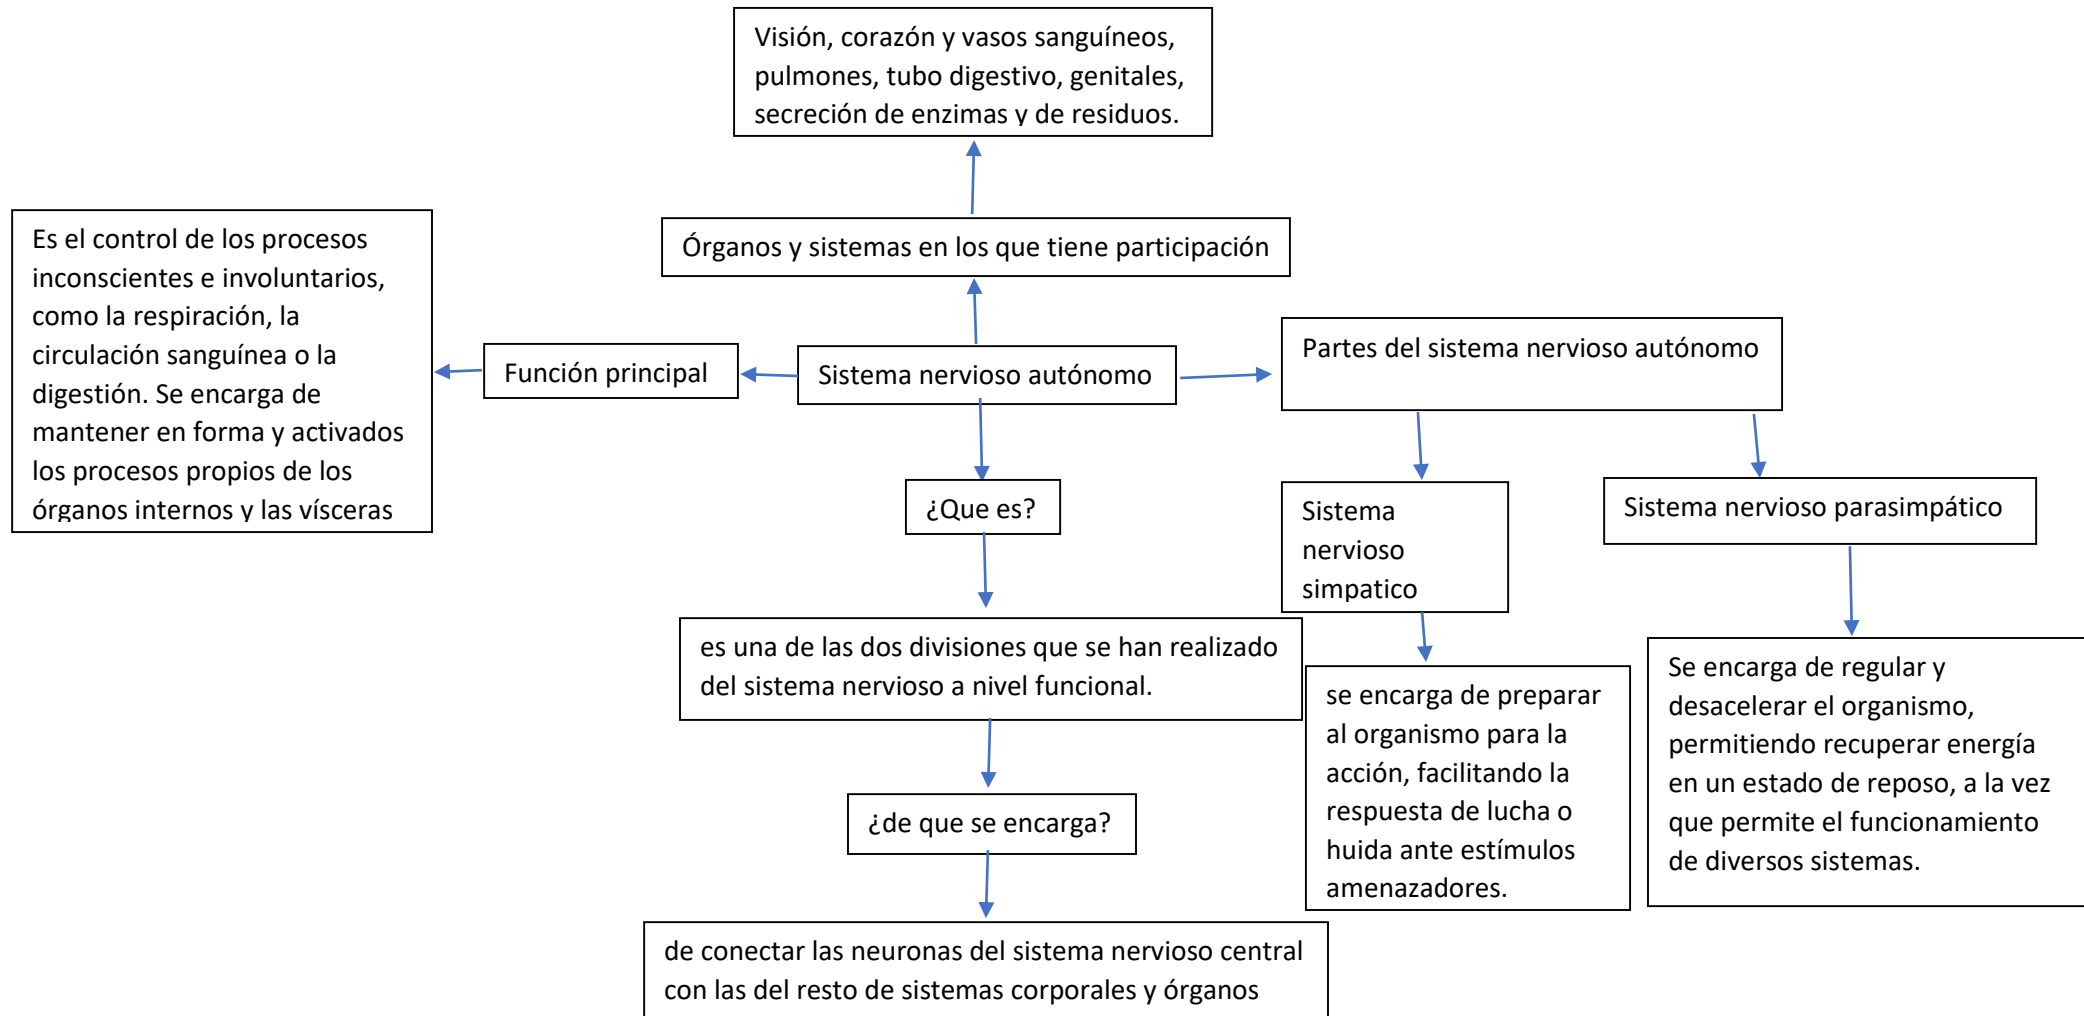 Visión, corazón y vasos sanguíneos,
pulmones, tubo digestivo, genitales,
secreción de enzimas y de residuos.
Órganos y sistemas en los que tiene participación
Es el control de los procesos
inconscientes e involuntarios,
como la respiración, la
circulación sanguínea o la
digestión. Se encarga de
mantener en forma y activados
los procesos propios de los
órganos internos y las vísceras
Función principal
Sistema nervioso autónomo
Partes del sistema nervioso autónomo
¿Que es?
Sistema
nervioso
simpatico
Sistema nervioso parasimpático
es una de las dos divisiones que se han realizado
del sistema nervioso a nivel funcional.
se encarga de preparar
al organismo para la
acción, facilitando la
respuesta de lucha o
huida ante estímulos
amenazadores.
Se encarga de regular y
desacelerar el organismo,
permitiendo recuperar energía
en un estado de reposo, a la vez
que permite el funcionamiento
de diversos sistemas.
¿de que se encarga?
de conectar las neuronas del sistema nervioso central
con las del resto de sistemas corporales y órganos